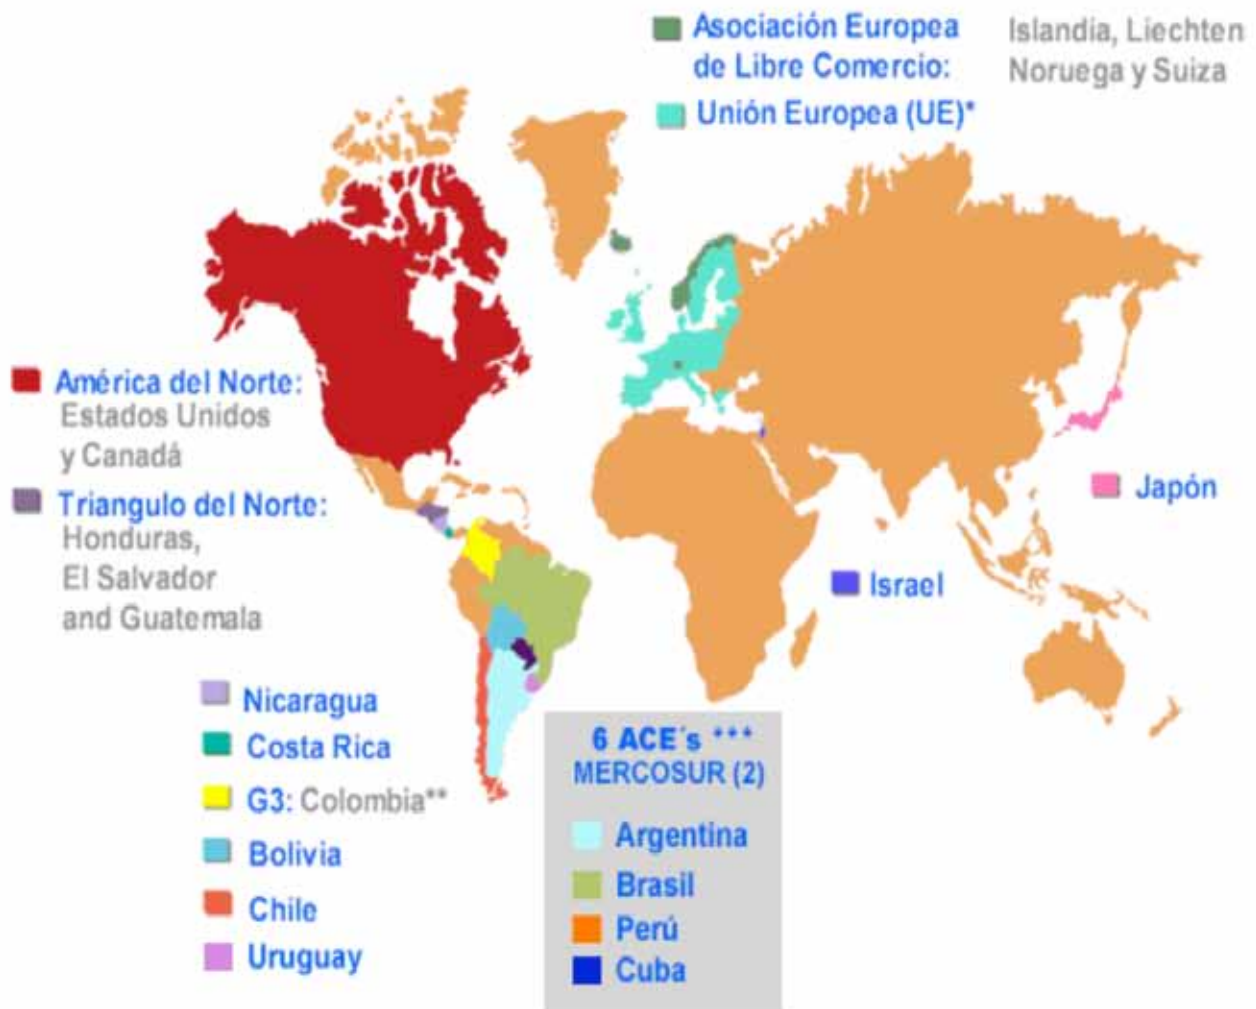 Asociación Europea
de Libre Comercio:
Islandia, Liechten
Noruega y Suiza
Unión Europea (UE)*
América del Norte:
Estados Unidos
y Canadá
Triangulo del Norte:
Honduras,
El Salvador
and Guatemala
Japón
Israel
Nicaragua
Costa Rica
G3: Colombia**
Bolivia
Chile
Uruguay
6 ACE´s ***
MERCOSUR (2)
Argentina
Brasil
Perú
Cuba